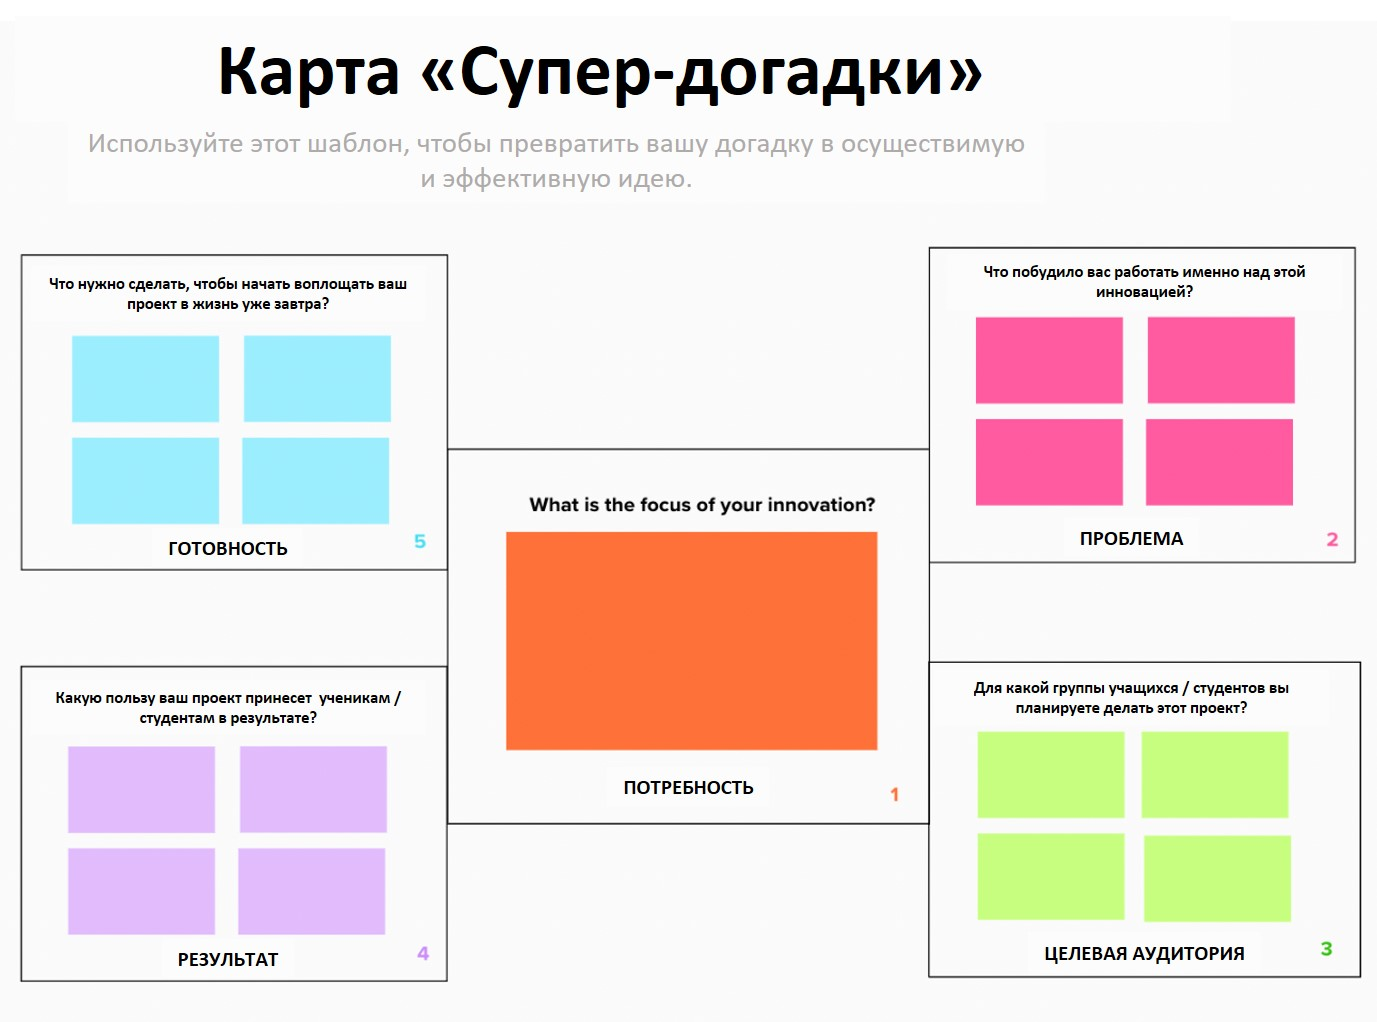 Карта «Супер-догадки»
Используйте этот шаблон, чтобы превратить вашу догадку в осуществимую
и эффективную идею.
Что нужно сделать, чтобы начать воплощать ваш
проект в жизнь уже завтра?
ГОТОВНОСТЬ
5
Что побудило вас работать именно над этой
инновацией?
ПРОБЛЕМА
2
What is the focus of your innovation?
ПОТРЕБНОСТЬ
1
Какую пользу ваш проект принесет  ученикам /
студентам в результате?
РЕЗУЛЬТАТ
4
Для какой группы учащихся / студентов вы
планируете делать этот проект?
ЦЕЛЕВАЯ АУДИТОРИЯ
3